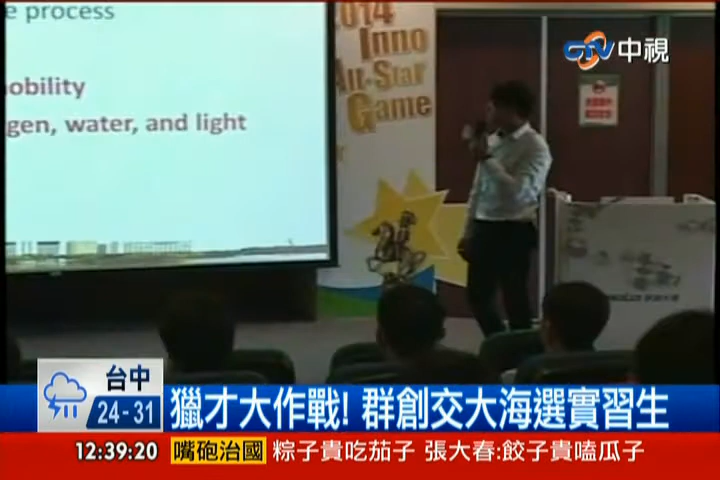 e process
obility
gen, water, and light
2014
Inno
All-Star
Game
CTV 中視
台中
24-31
獵才大作戰! 群創交大海選實習生
12:39:20
嘴砲治國 粽子貴吃茄子 張大春:餃子貴嗑瓜子